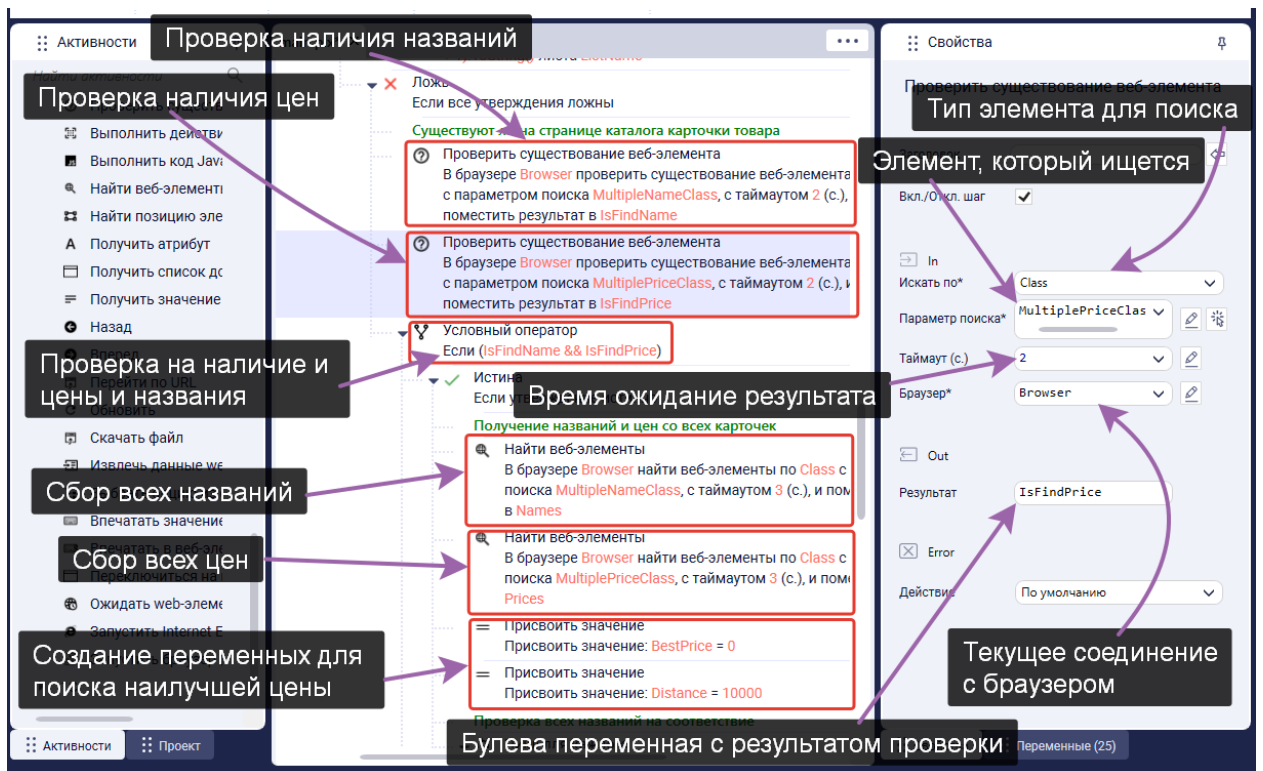 Активности
Проверка наличия названий
Свойства
Найти активности
ListName
Ложь
Если все утверждения ложны
Проверка наличия цен
Проверить существование веб-элемента
Тип элемента для поиска
Существуют ли на странице каталога карточки товара
Выполнить действи
Выполнить код Java
Найти веб-элементы
Найти позицию эле
Получить атрибут
Получить список до
Получить значение
Назад
Проверить существование веб-элемента
В браузере Browser проверить существование веб-элемента
с параметром поиска MultipleNameClass, с таймаутом 2 (с.),
поместить результат в IsFindName
Проверить существование веб-элемента
В браузере Browser проверить существование веб-элемента
с параметром поиска MultiplePriceClass, с таймаутом 2 (с.), и
поместить результат в IsFindPrice
Элемент, который ищется
Вкл./Откл. шаг
In
Искать по*
Class
Параметр поиска*
MultiplePriceClas
Таймаут (с.)
2
Браузер*
Browser
Условный оператор
Если (IsFindName && IsFindPrice)
Проверка на наличие и
цены и названия
Перейти по URL
Обновить
Истина
Время ожидание результата
Получение названий и цен со всех карточек
Скачать файл
Извлечь данные we
Сбор всех названий
Впечатать значение
Впечатать в веб-эле
Сбор всех цен
Переключиться на
Ожидать web-элеме
Запустить Internet E
Найти веб-элементы
В браузере Browser найти веб-элементы по Class с
поиска MultipleNameClass, с таймаутом 3 (с.), и пом
в Names
Найти веб-элементы
В браузере Browser найти веб-элементы по Class с
поиска MultiplePriceClass, с таймаутом 3 (с.), и поме
Prices
Out
Результат
IsFindPrice
Error
Действие
По умолчанию
Присвоить значение
Присвоить значение: BestPrice = 0
Присвоить значение
Присвоить значение: Distance = 10000
Создание переменных для
поиска наилучшей цены
Текущее соединение
с браузером
Проверка всех названий на соответствие
Булева переменная с результатом проверки
Активности
Проект
Переменные (25)